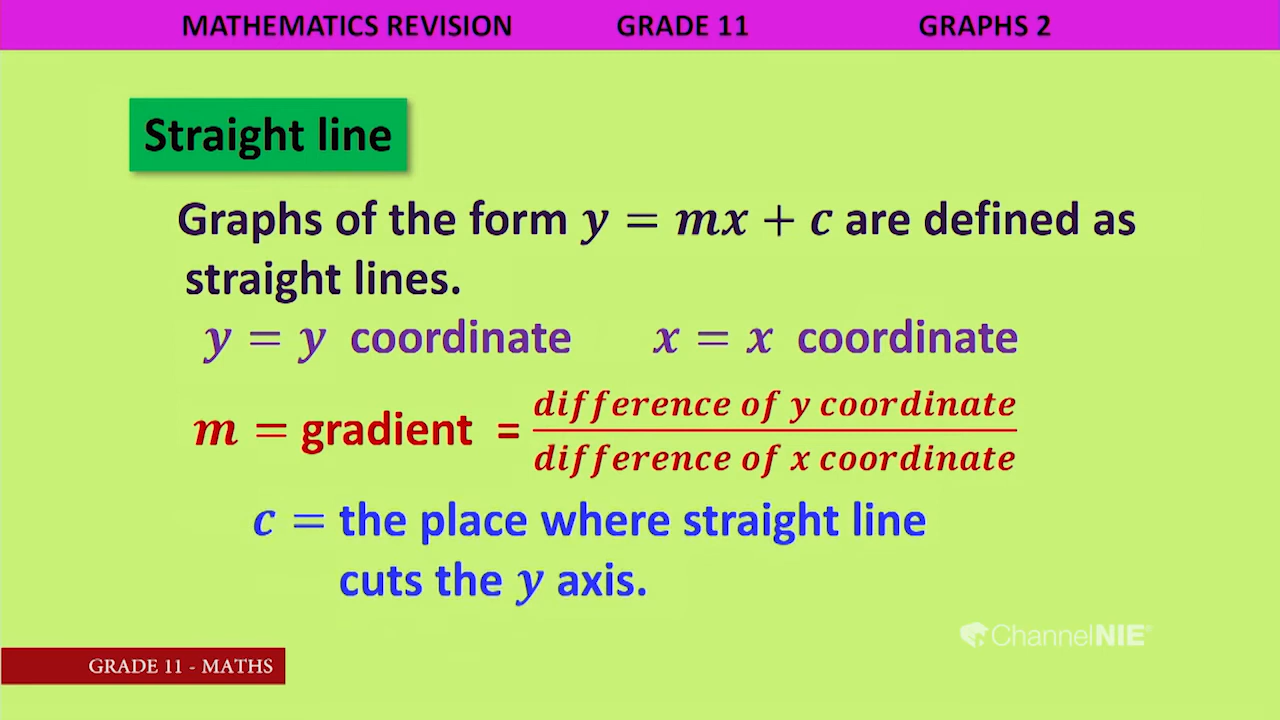 MATHEMATICS REVISION GRADE 11 GRAPHS 2
Straight line
Graphs of the form y = mx + c are defined as
straight lines.
y = y coordinate x = x coordinate
m = gradient = difference of y coordinate / difference of x coordinate
c = the place where straight line
cuts the y axis.
ChannelNIE
GRADE 11 - MATHS